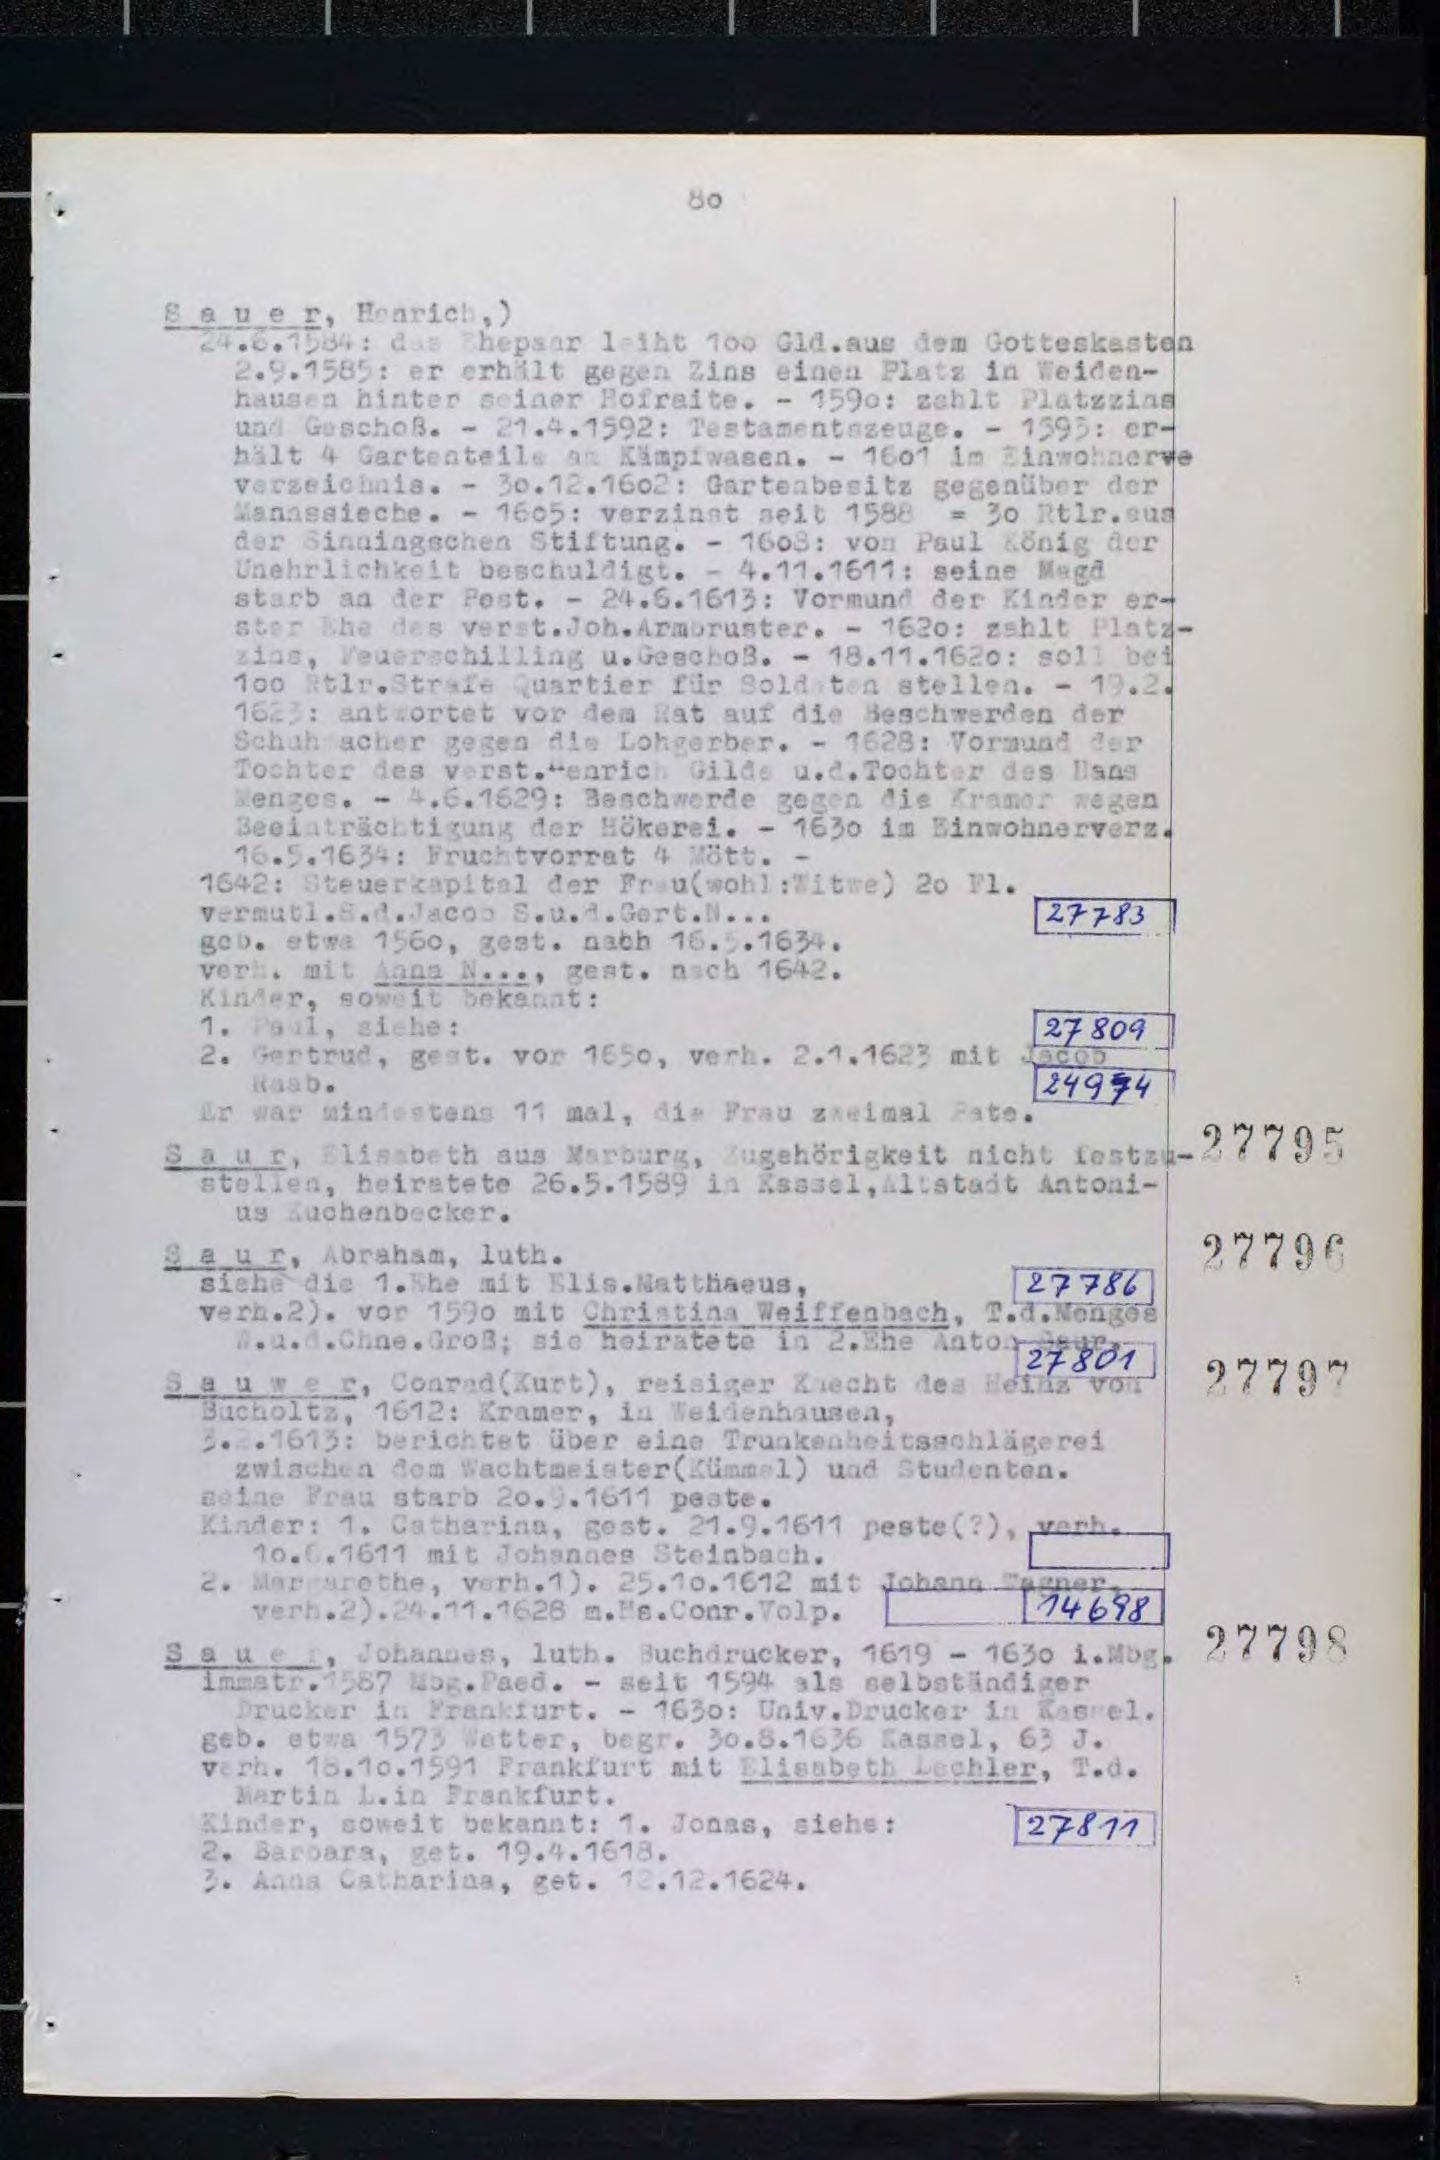 80
S a u e r, Henrich,)
24.6.1584: das Ehepaar leiht 100 Gld.aus dem Gotteskasten
2.9.1585: er erhält gegen Zins einen Platz in Weiden-
hausen hinter seiner Hofraite. - 1590: zahlt Platzzins
und Geschoß. - 21.4.1592: Testamentszeuge. - 1595: er-
hält 4 Gartenteile am Kämpfwasen. - 1601 im Einwohnerve
verzeichnis. - 30.12.1602: Gartenbesitz gegenüber der
Mannssieche. - 1605: verzinst seit 1588 = 30 Rtlr.aus
der Sinningschen Stiftung. - 1608: von Paul König der
Unehrlichkeit beschuldigt. - 4.11.1611: seine Magd
starb an der Pest. - 24.6.1613: Vormund der Kinder er-
ster Ehe des verst.Joh.Armbruster. - 1620: zahlt Platz-
zins, Feuerschilling u.Geschoß. - 18.11.1620: soll bei
100 Rtlr.Strafe Quartier für Soldaten stellen. - 19.2.
1623: antwortet vor dem Rat auf die Beschwerden der
Schuhmacher gegen die Lohgerber. - 1628: Vormund der
Tochter des verst.Henrich Gilde u.d.Tochter des Hans
Menges. - 4.6.1629: Beschwerde gegen die Kramer wegen
Beeinträchtigung der Hökerei. - 1630 im Einwohnerverz.
16.5.1634: Fruchtvorrat 4 Mött. -
1642: Steuerkapital der Frau(wohl:Witwe) 20 Fl.
vermutl.S.d.Jacob S.u.d.Gert.N... 27783
geb. etwa 1560, gest. nach 16.5.1634.
verh. mit Anna N..., gest. nach 1642.
Kinder, soweit bekannt:
1. Paul, siehe: 27809
2. Gertrud, gest. vor 1650, verh. 2.1.1623 mit Jacob
Raab. 24974
Er war mindestens 11 mal, die Frau zweimal Pate.
S a u r, Elisabeth aus Marburg, Zugehörigkeit nicht festzu- 27795
stellen, heiratete 26.5.1589 in Kassel,Altstadt Antoni-
us Kuchenbecker.
S a u r, Abraham, luth. 27796
siehe die 1.Ehe mit Elis.Matthaeus, 27786
verh.2). vor 1590 mit Christina Weiffenbach, T.d.Menges
W.u.d.Chne.Groß; sie heiratete in 2.Ehe Anton Saur.
27801
S a u w e r, Conrad(Kurt), reisiger Knecht des Heinz von 27797
Bucholtz, 1612: Kramer, in Weidenhausen,
3.2.1613: berichtet über eine Trunkenheitsschlägerei
zwischen dem Wachtmeister(Kümmel) und Studenten.
seine Frau starb 20.9.1611 peste.
Kinder: 1. Catharina, gest. 21.9.1611 peste(?), verh.
10.6.1611 mit Johannes Steinbach.
2. Margarethe, verh.1). 25.10.1612 mit Johann Wagner,
verh.2).24.11.1628 m.Hs.Conr.Volp. 14698
S a u e r, Johannes, luth. Buchdrucker, 1619 - 1630 i.Mbg. 27798
immatr.1587 Mbg.Paed. - seit 1594 als selbständiger
Drucker in Frankfurt. - 1630: Univ.Drucker in Kassel.
geb. etwa 1573 Wetter, begr. 30.8.1636 Kassel, 63 J.
verh. 18.10.1591 Frankfurt mit Elisabeth Lechler, T.d.
Martin L.in Frankfurt.
Kinder, soweit bekannt: 1. Jonas, siehe: 27811
2. Barbara, get. 19.4.1618.
3. Anna Catharina, get. 12.12.1624.